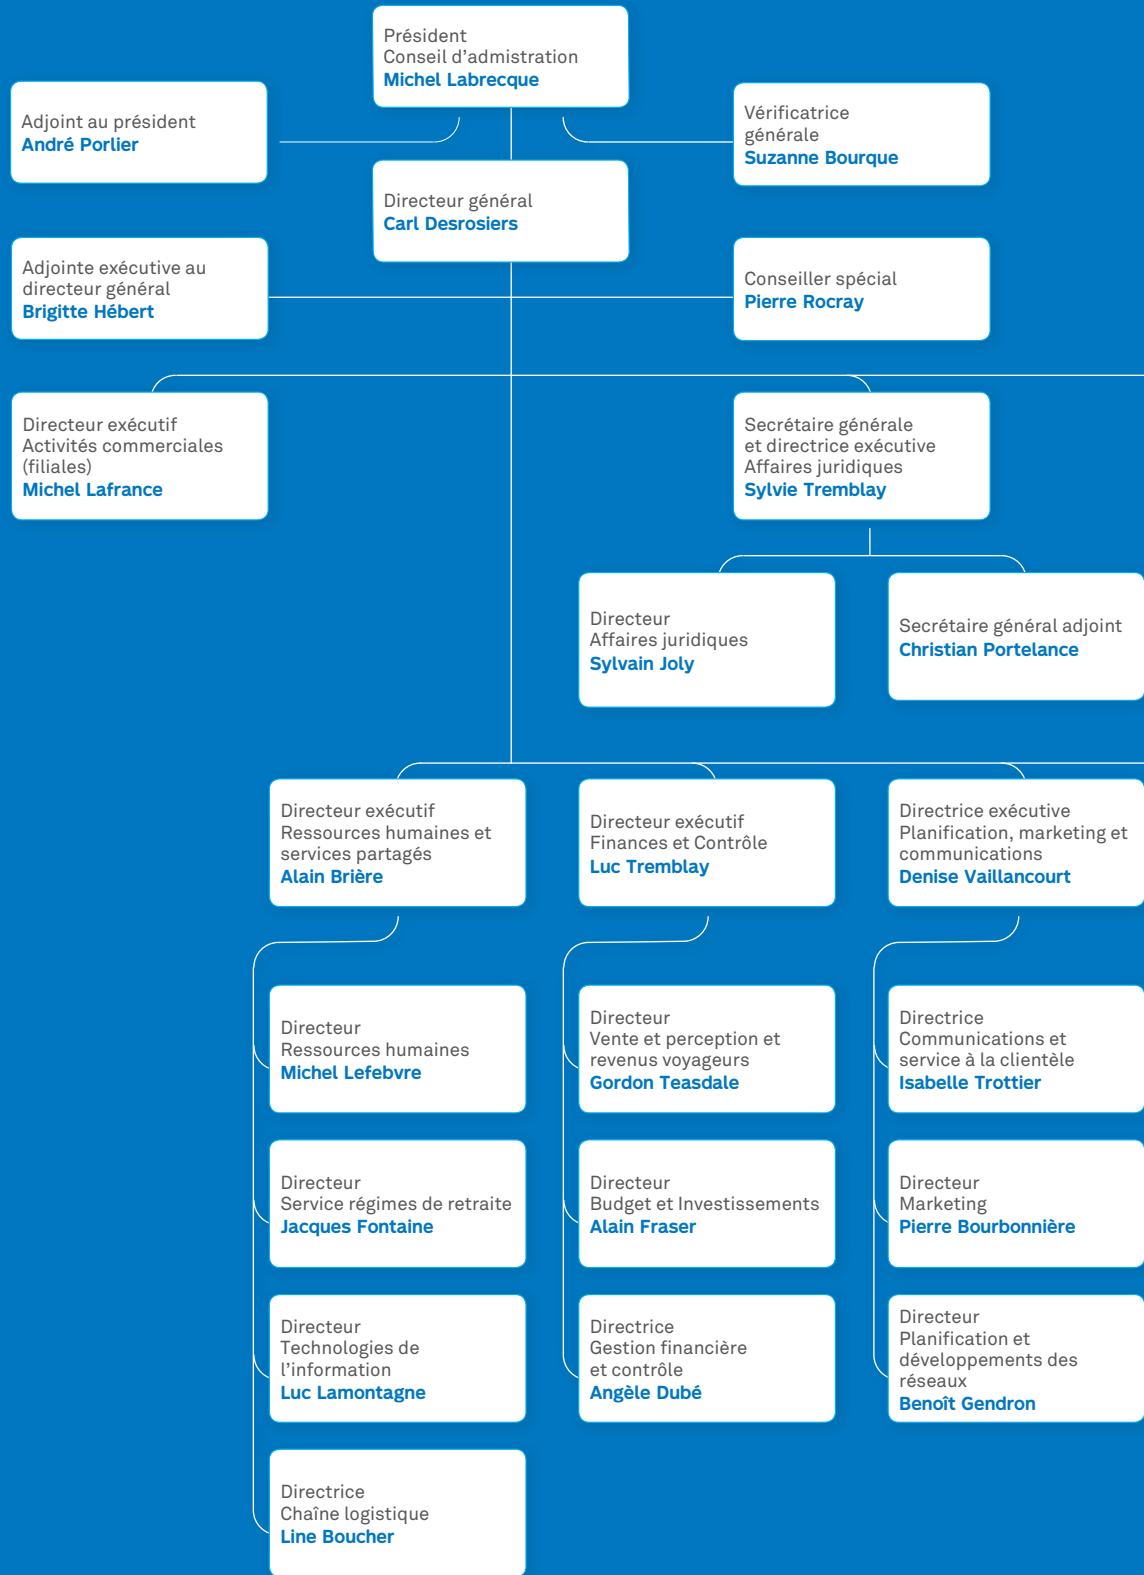 Président
Conseil d’admistration
Michel Labrecque
Adjoint au président
André Porlier
Vérificatrice
générale
Suzanne Bourque
Directeur général
Carl Desrosiers
Adjointe exécutive au
directeur général
Brigitte Hébert
Conseiller spécial
Pierre Rocray
Directeur exécutif
Activités commerciales
(filiales)
Michel Lafrance
Secrétaire générale
et directrice exécutive
Affaires juridiques
Sylvie Tremblay
Directeur
Affaires juridiques
Sylvain Joly
Secrétaire général adjoint
Christian Portelance
Directeur exécutif
Ressources humaines et
services partagés
Alain Brière
Directeur exécutif
Finances et Contrôle
Luc Tremblay
Directrice exécutive
Planification, marketing et
communications
Denise Vaillancourt
Directeur
Ressources humaines
Michel Lefebvre
Directeur
Vente et perception et
revenus voyageurs
Gordon Teasdale
Directrice
Communications et
service à la clientèle
Isabelle Trottier
Directeur
Service régimes de retraite
Jacques Fontaine
Directeur
Budget et Investissements
Alain Fraser
Directeur
Marketing
Pierre Bourbonnière
Directeur
Technologies de
l’information
Luc Lamontagne
Directrice
Gestion financière
et contrôle
Angèle Dubé
Directeur
Planification et
développements des
réseaux
Benoît Gendron
Directrice
Chaîne logistique
Line Boucher